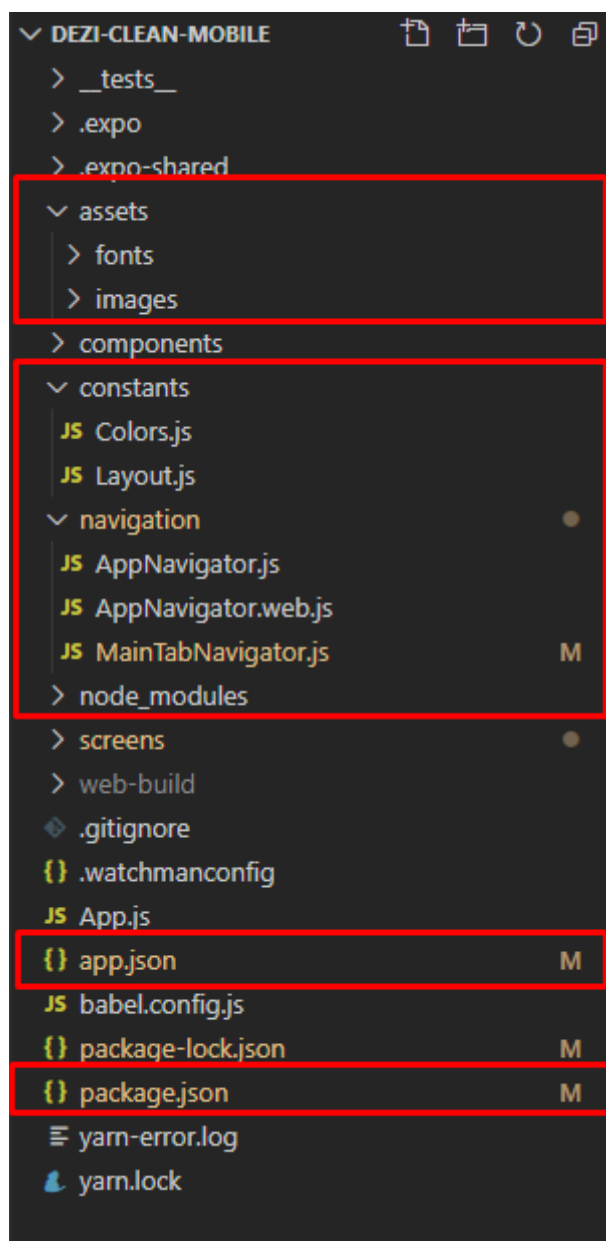 DEZI-CLEAN-MOBILE
__tests__
.expo
.expo-shared
assets
fonts
images
components
constants
JS Colors.js
JS Layout.js
navigation
JS AppNavigator.js
JS AppNavigator.web.js
JS MainTabNavigator.js M
node_modules
screens
web-build
.gitignore
{} .watchmanconfig
JS App.js
{} app.json M
JS babel.config.js
{} package-lock.json M
{} package.json M
yarn-error.log
yarn.lock